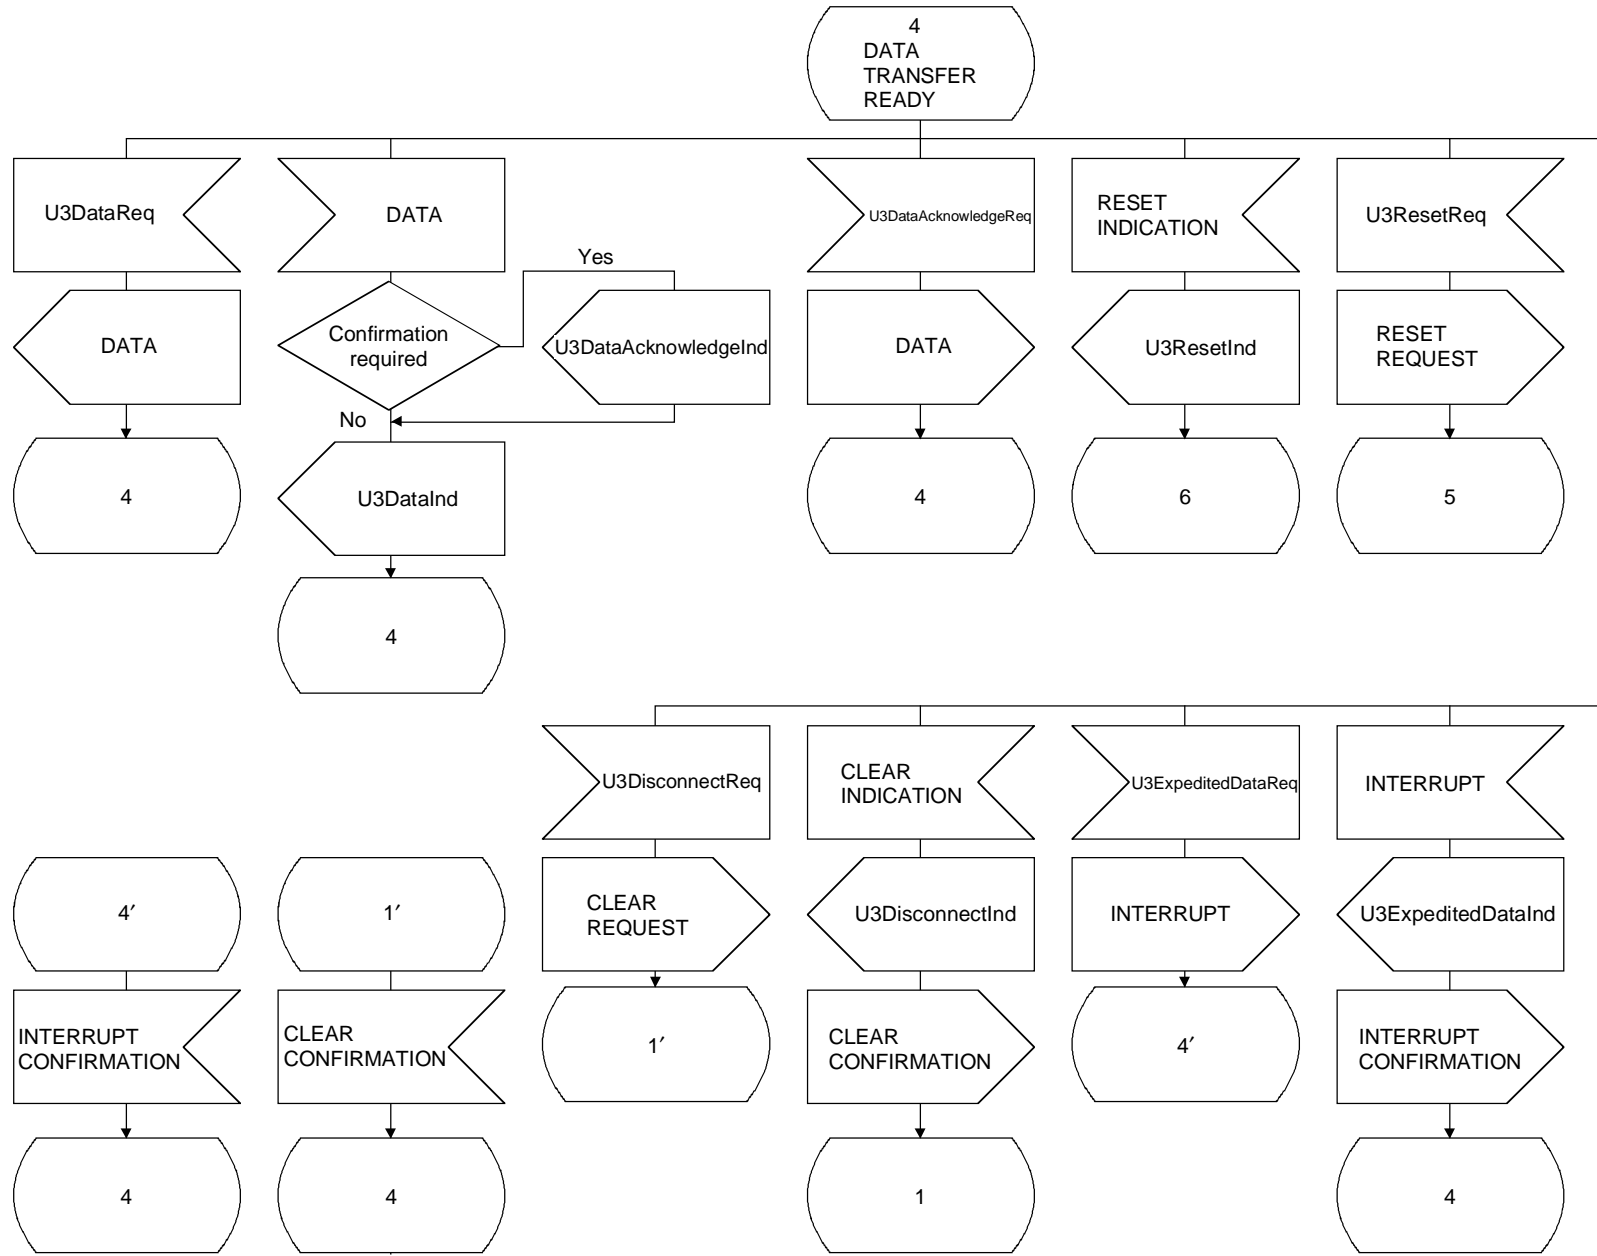 4
DATA
TRANSFER
READY
U3DataReq
DATA
U3DataAcknowledgeReq
RESET
INDICATION
U3ResetReq
Yes
DATA
Confirmation
required
U3DataAcknowledgeInd
DATA
U3ResetInd
RESET
REQUEST
No
4
U3DataInd
4
6
5
4
U3DisconnectReq
CLEAR
INDICATION
U3ExpeditedDataReq
INTERRUPT
4′
1′
CLEAR
REQUEST
U3DisconnectInd
INTERRUPT
U3ExpeditedDataInd
INTERRUPT
CONFIRMATION
CLEAR
CONFIRMATION
1′
CLEAR
CONFIRMATION
4′
INTERRUPT
CONFIRMATION
4
4
1
4